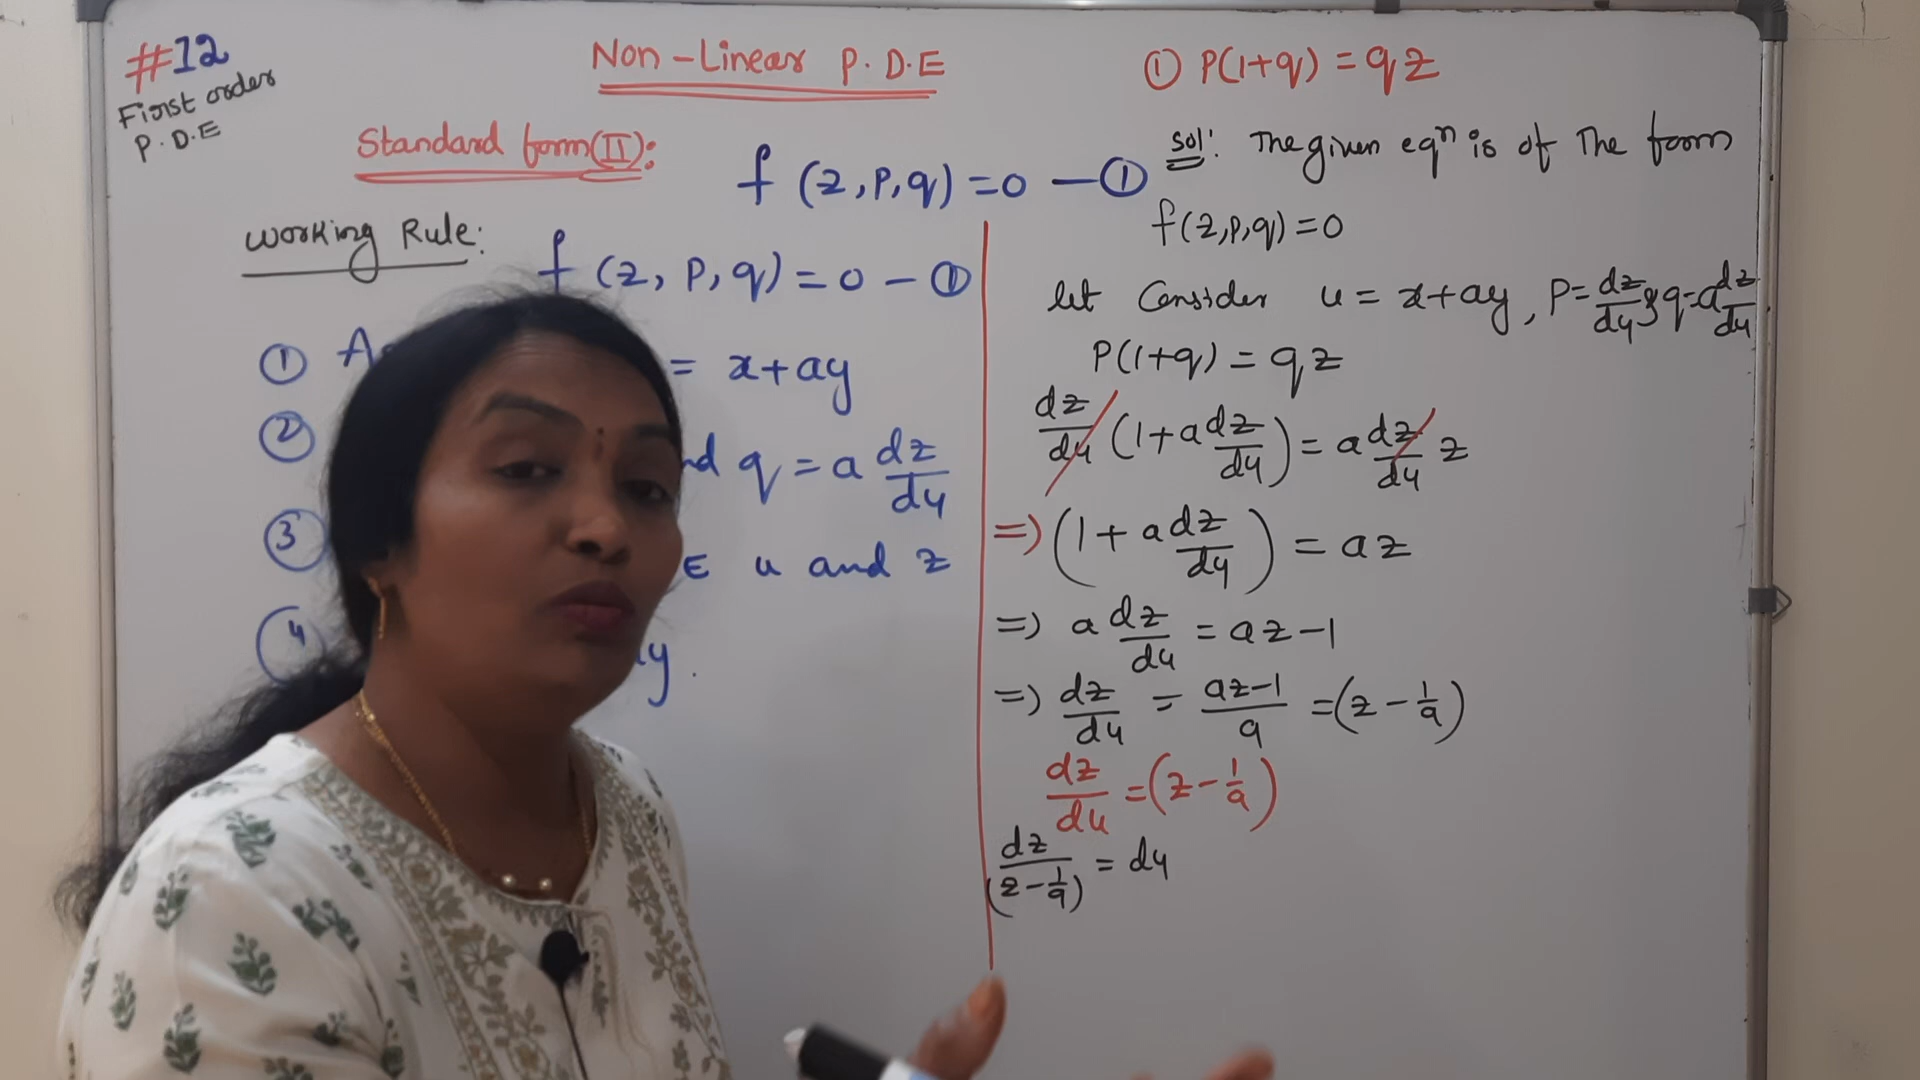 #12
First order
P.D.E
Non-Linear P.D.E
Standard form (II):
f (z, p, q) = 0 — ①
Working Rule:
f (z, p, q) = 0 — ①
① = x+ay
② q = a dz/du
③ u and z
④
① P(1+q) = qz
Sol: The given eqⁿ is of The form
f(z,p,q)=0
let Consider u = x+ay, P = dz/du & q = a dz/du
P(1+q) = qz
dz/du (1+a dz/du) = a dz/du z
=> (1 + a dz/du) = az
=> a dz/du = az-1
=> dz/du = az-1/a = (z - 1/a)
dz/du = (z - 1/a)
dz/(z - 1/a) = du